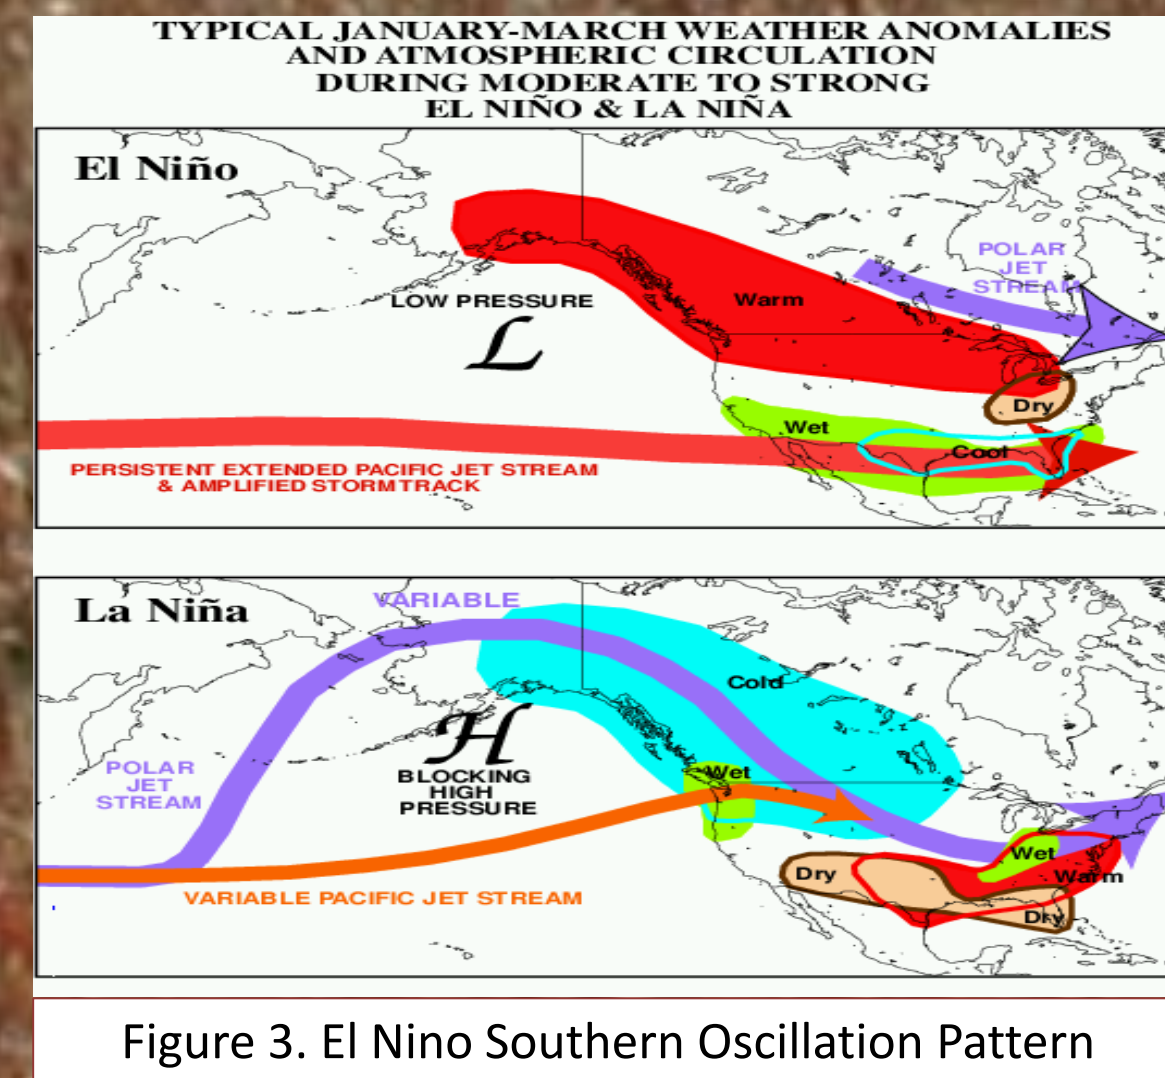 TYPICAL JANUARY-MARCH WEATHER ANOMALIES
AND ATMOSPHERIC CIRCULATION
DURING MODERATE TO STRONG
EL NIÑO & LA NIÑA
El Niño
POLAR
JET
STREAM
LOW PRESSURE
L
Warm
Dry
Wet
Cool
PERSISTENT EXTENDED PACIFIC JET STREAM
& AMPLIFIED STORM TRACK
La Niña
VARIABLE
Cold
H
POLAR
JET
STREAM
BLOCKING
HIGH
PRESSURE
Wet
Wet
Dry
Warm
VARIABLE PACIFIC JET STREAM
Dry
Figure 3. El Nino Southern Oscillation Pattern